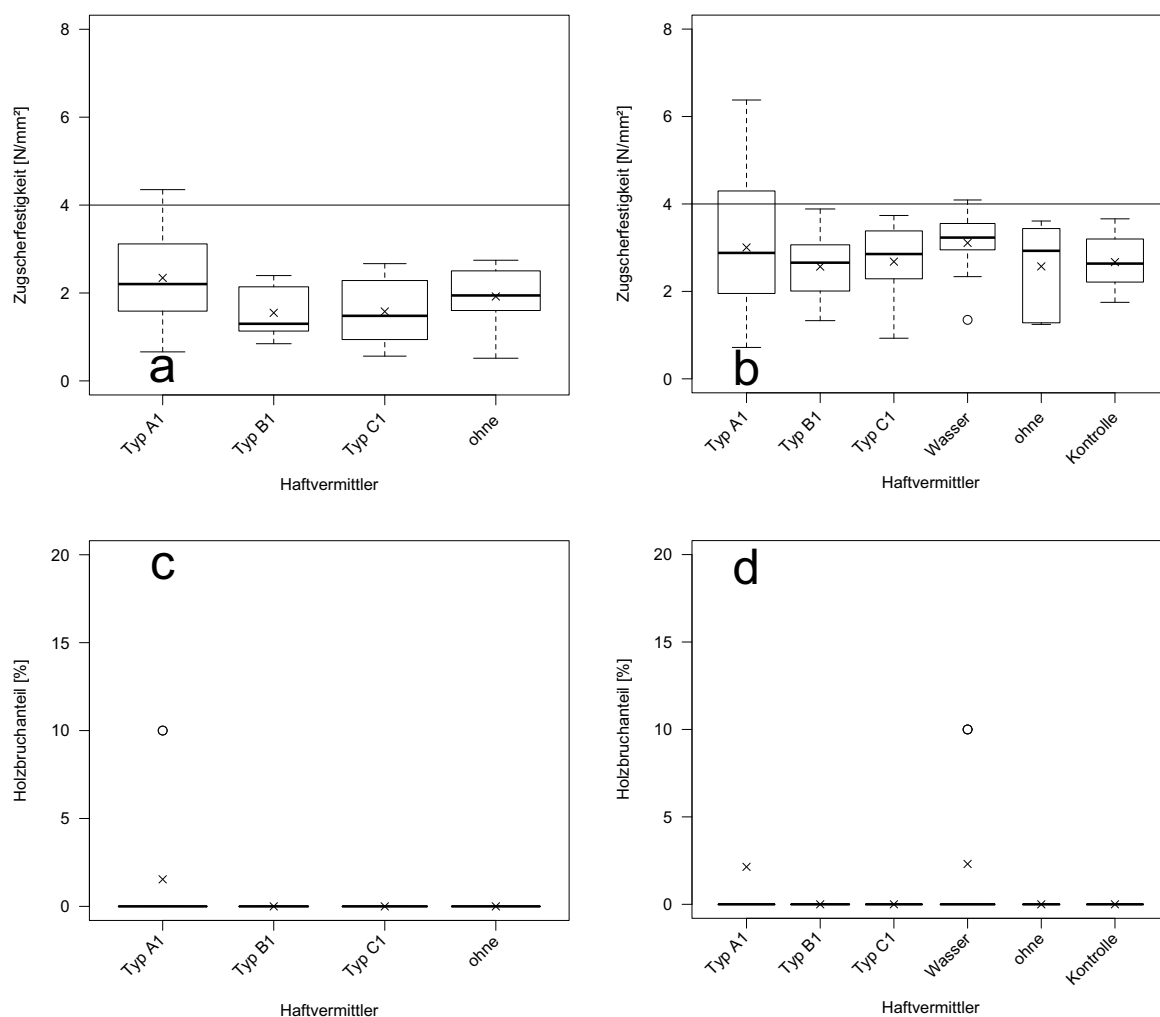 8
6
4
2
0
Zugscherfestigkeit [N/mm²]
a
Typ A1
Typ B1
Typ C1
ohne
Haftvermittler
8
6
4
2
0
Zugscherfestigkeit [N/mm²]
b
Typ A1
Typ B1
Typ C1
Wasser
ohne
Kontrolle
Haftvermittler
20
15
10
5
0
Holzbruchanteil [%]
c
Typ A1
Typ B1
Typ C1
ohne
Haftvermittler
20
15
10
5
0
Holzbruchanteil [%]
d
Typ A1
Typ B1
Typ C1
Wasser
ohne
Kontrolle
Haftvermittler